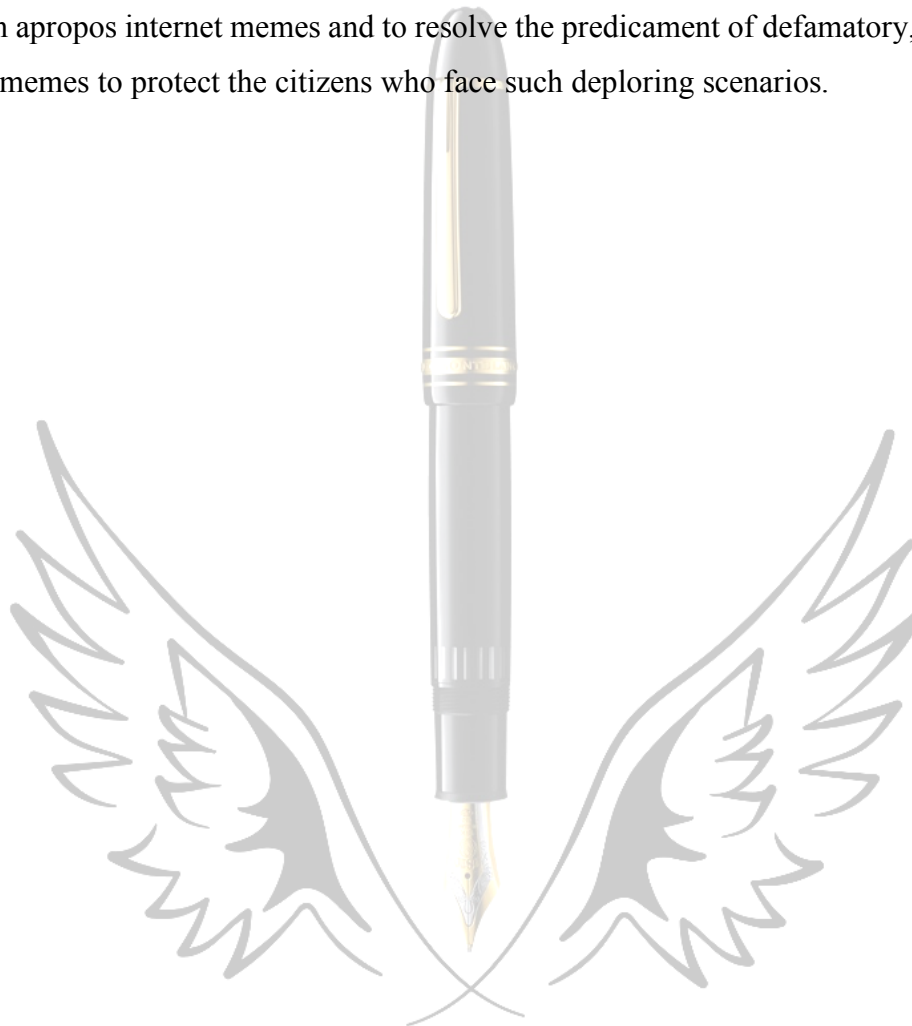 apropos internet memes and to resolve the predicament of defamatory,
memes to protect the citizens who face such deploring scenarios.